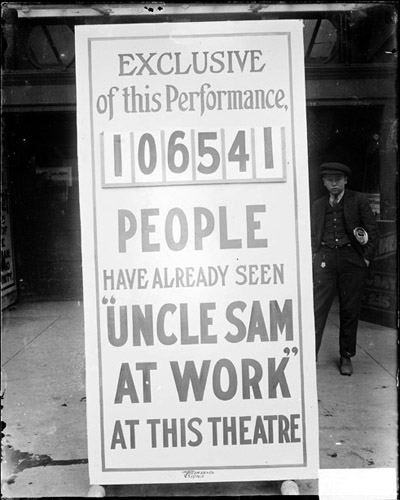 EXCLUSIVE
of this Performance,
106541
PEOPLE
HAVE ALREADY SEEN
"UNCLE SAM
AT WORK"
AT THIS THEATRE